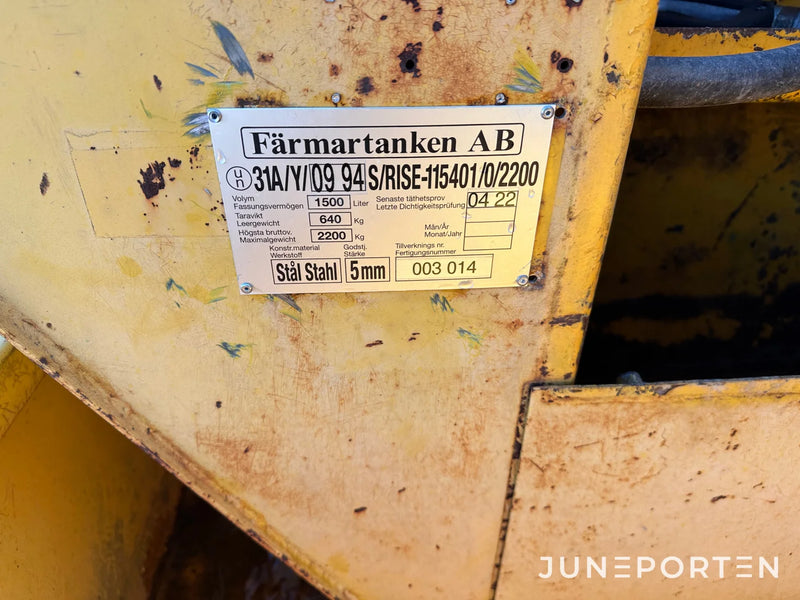 Färmartanken AB
un 31A/Y/09 94 S/RISE-115401/0/2200
Volym
Fassungsvermögen 1500 Liter
Taravikt
Leergewicht 640 Kg
Högsta bruttov.
Maximalgewicht 2200 Kg
Senaste täthetsprov
Letzte Dichtigkeitsprüfung 04 22
Mån/År
Monat/Jahr
Konstr.material
Werkstoff
Stål Stahl
Godstj.
Stärke
5mm
Tillverknings nr.
Fertigungsnummer
003 014
JUNEPORTEN